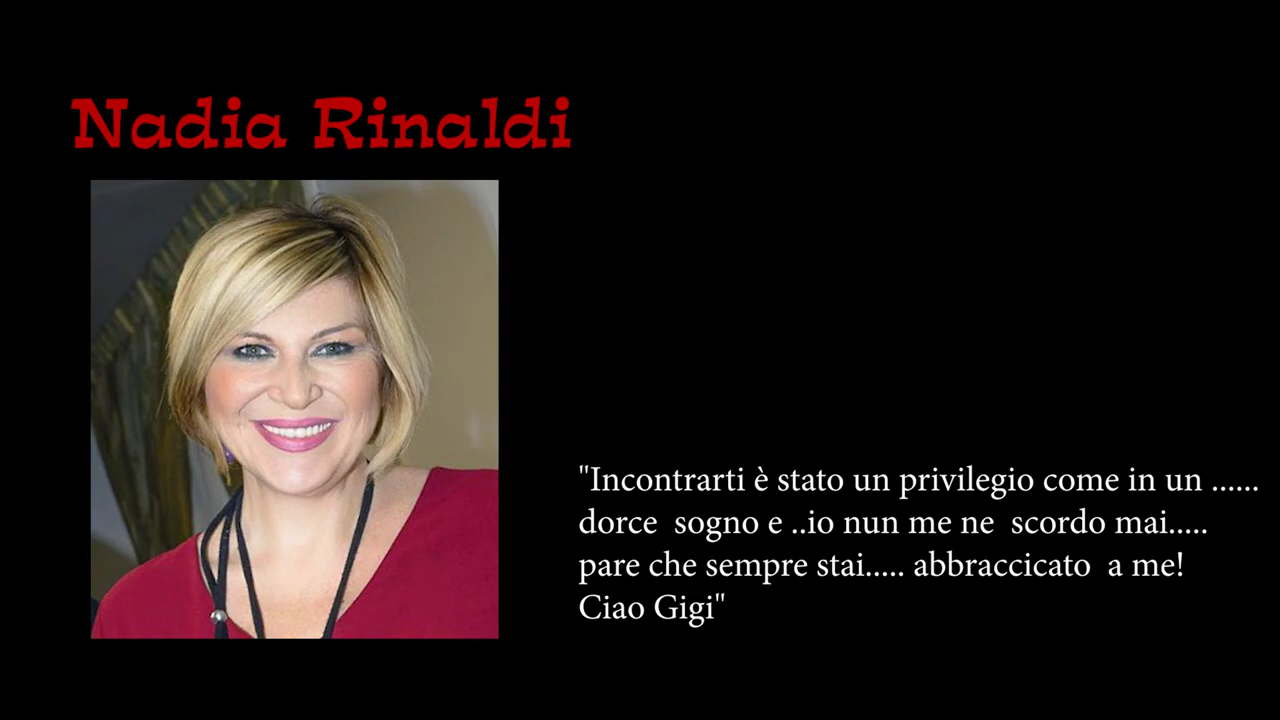 Nadia Rinaldi
"Incontrarti è stato un privilegio come in un ......
dorce  sogno e ..io nun me ne  scordo mai.....
pare che sempre stai..... abbraccicato  a me!
Ciao Gigi"